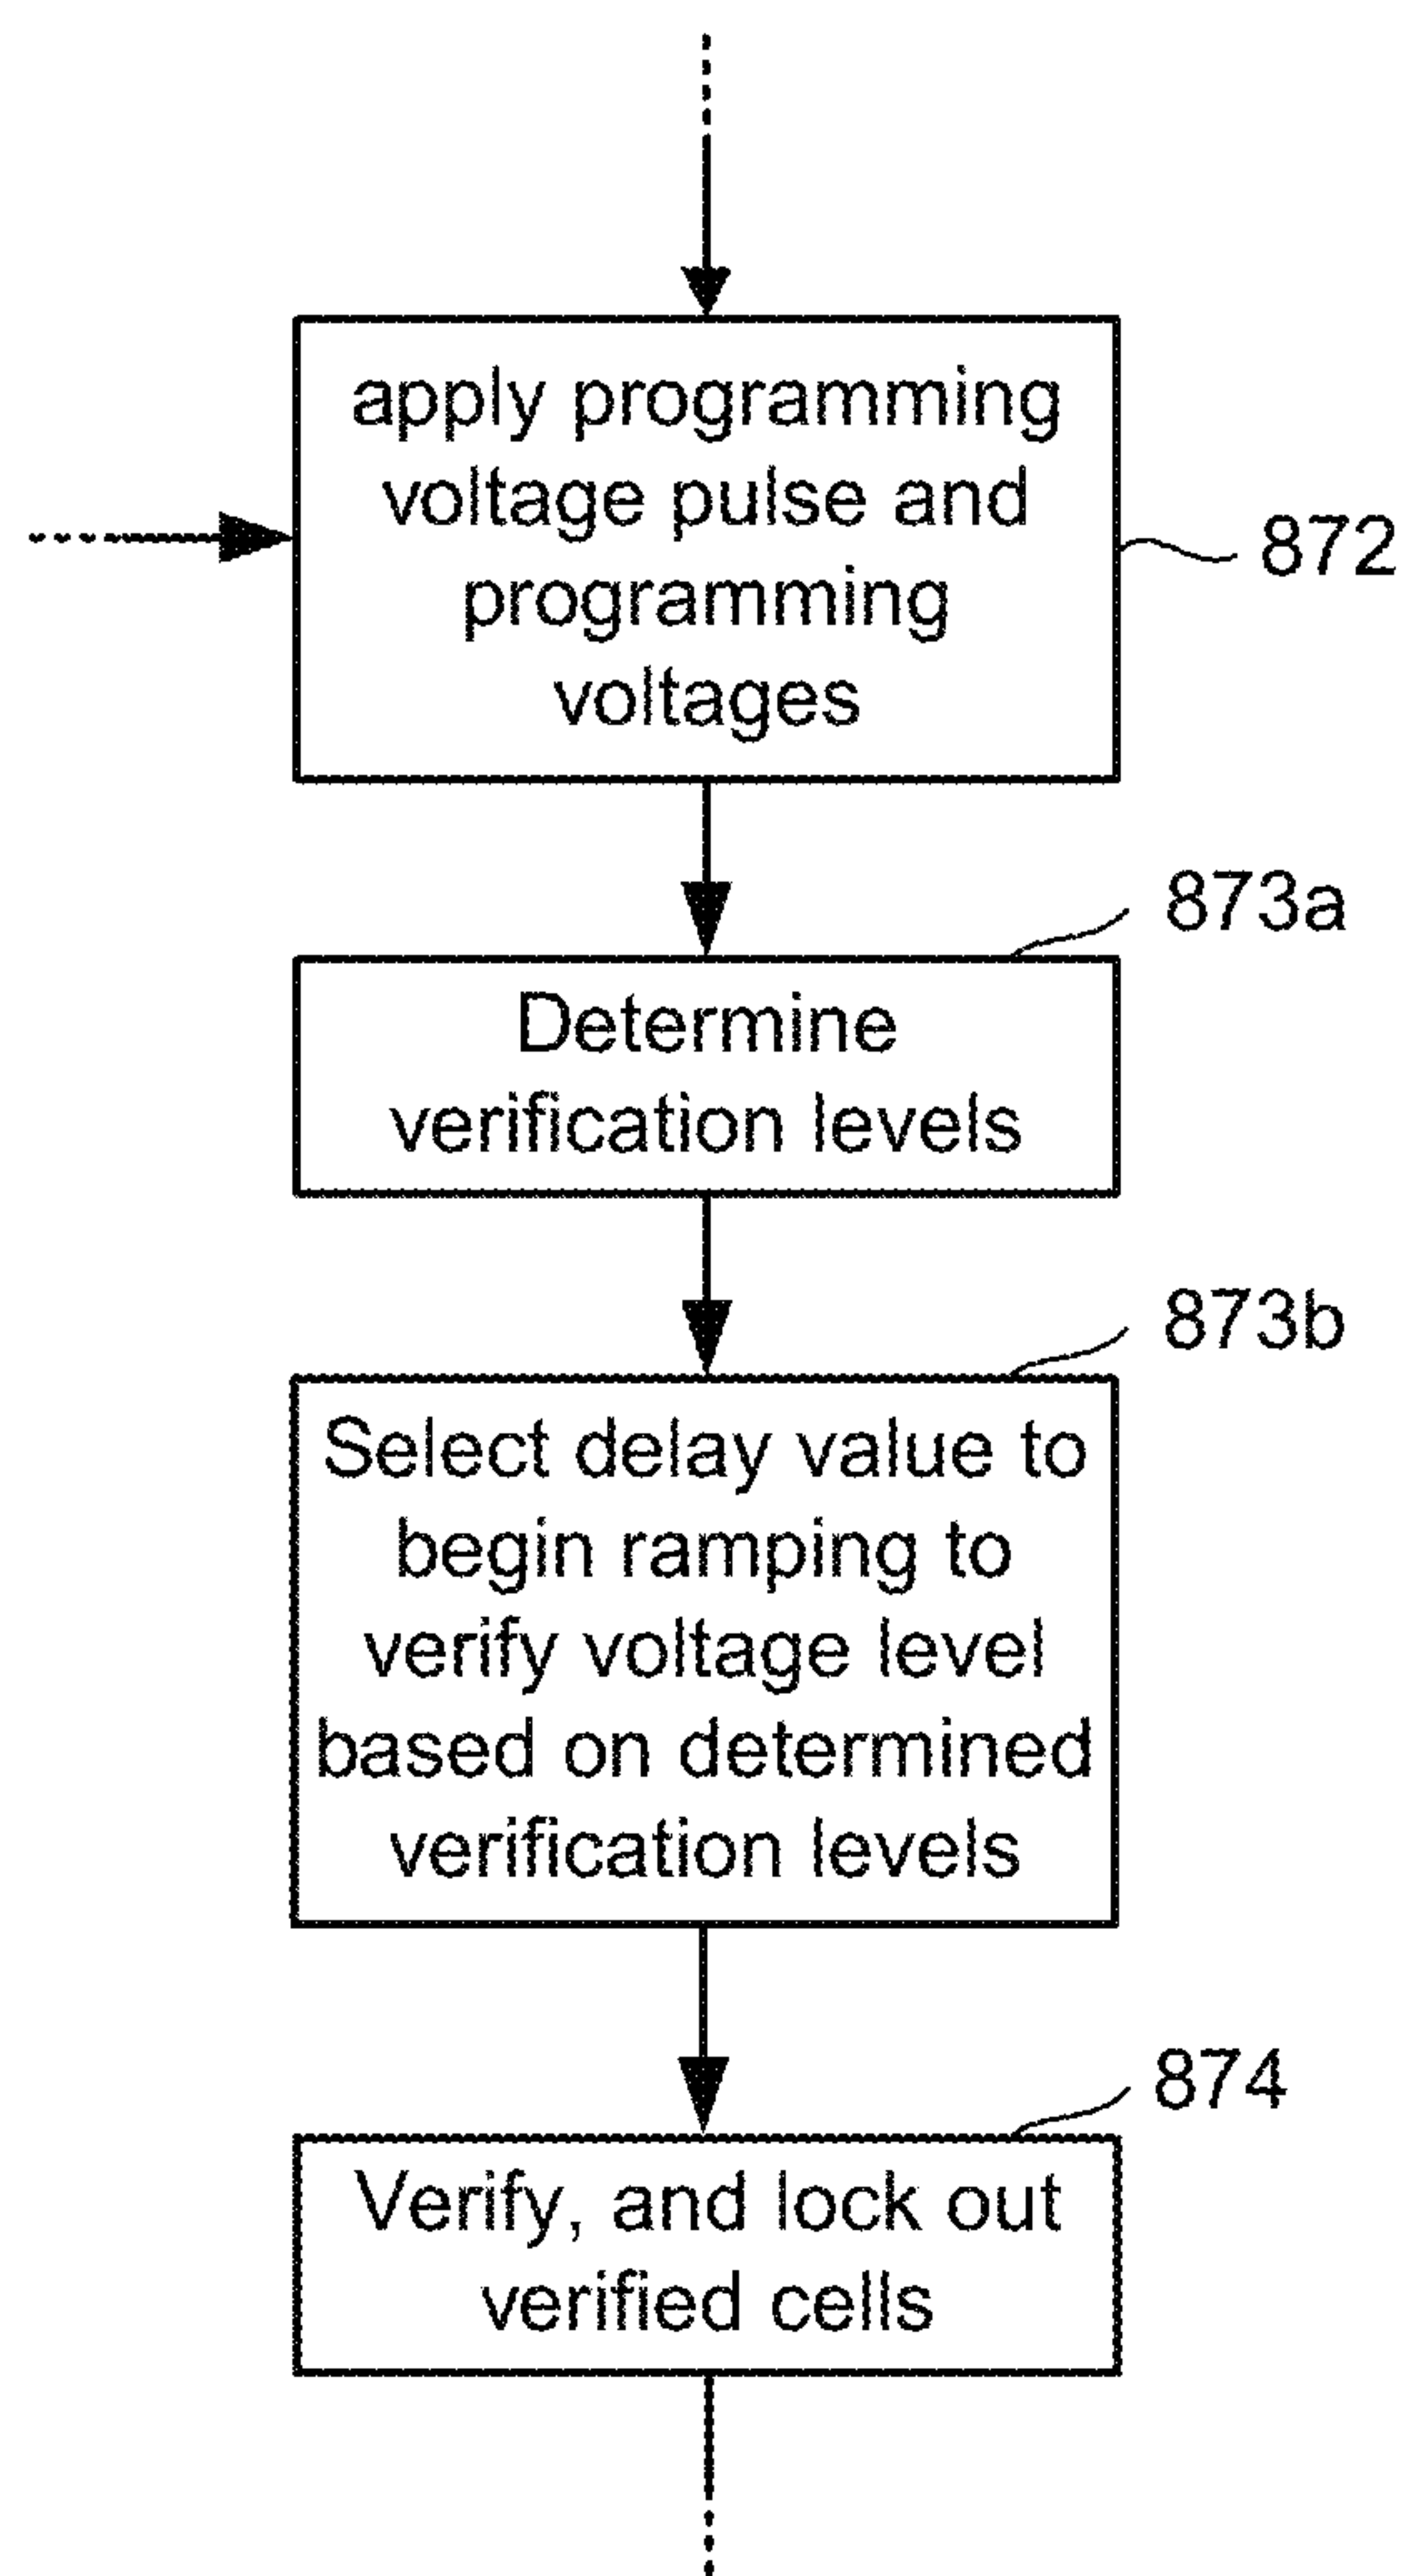 apply programming
voltage pulse and
programming
voltages
872
873a
Determine
verification levels
873b
Select delay value to
begin ramping to
verify voltage level
based on determined
verification levels
874
Verify, and lock out
verified cells